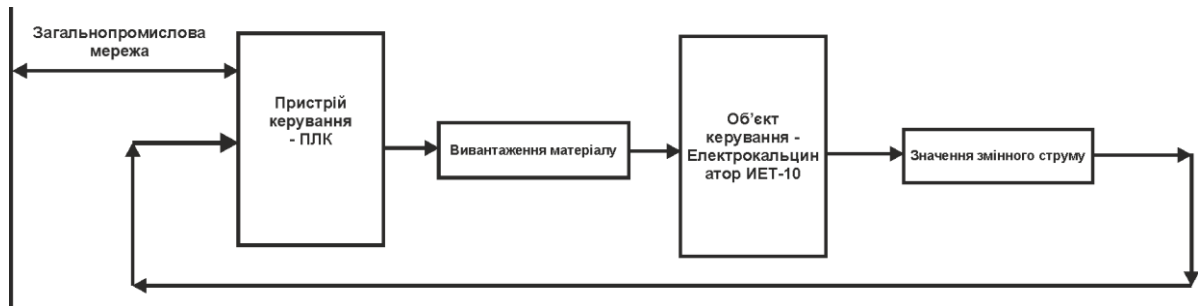 Загальнопромислова
мережа
Пристрій
керування
- ПЛК
Вивантаження матеріалу
Об’єкт
керування -
Електрокальцин
атор ИЕТ-10
Значення змінного струму